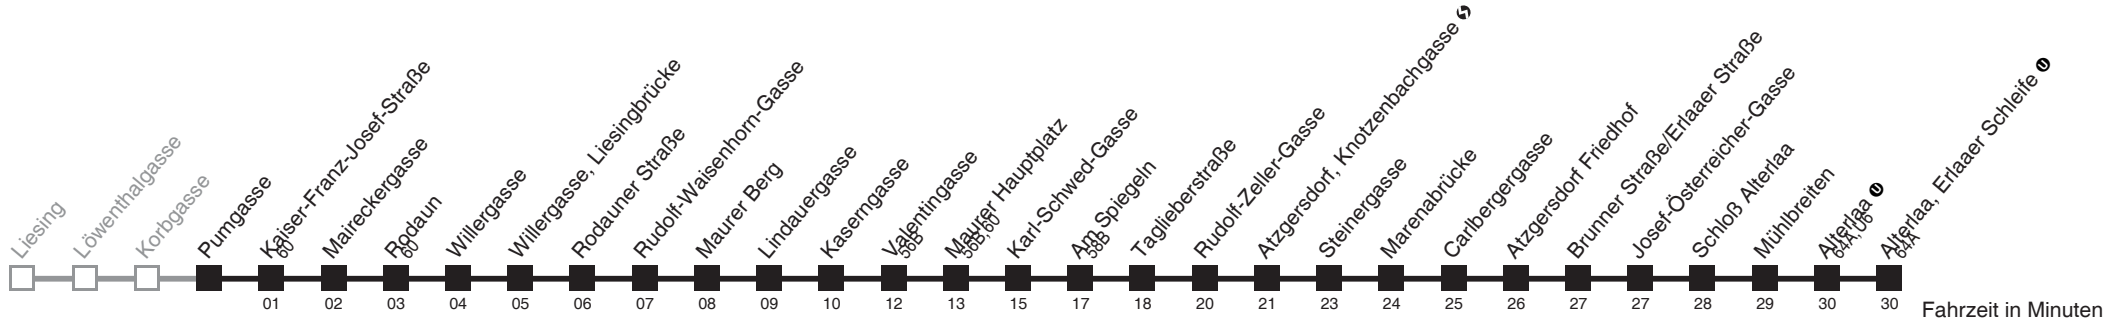 Liesing
Löwenthalgasse
Korbgasse
Pumgasse
Kaiser-Franz-Josef-Straße
60
Maireckergasse
Rodaun
60
Willergasse
Willergasse, Liesingbrücke
Rodauner Straße
Rudolf-Waisenhorn-Gasse
Maurer Berg
Lindauergasse
Kaserngasse
Valentingasse
56B
Maurer Hauptplatz
56B,60
Karl-Schwed-Gasse
Am Spiegeln
58B
Taglieberstraße
Rudolf-Zeller-Gasse
Atzgersdorf, Knotzenbachgasse
Steinergasse
Marenabrücke
Carlbergergasse
Atzgersdorf Friedhof
Brunner Straße/Erlaaer Straße
Josef-Österreicher-Gasse
Schloß Alterlaa
Mühlbreiten
Alterlaa U
64A,U6
Alterlaa, Erlaaer Schleife U
64A
01 02 03 04 05 06 07 08 09 10 12 13 15 17 18 20 21 23 24 25 26 27 27 28 29 30 30
Fahrzeit in Minuten